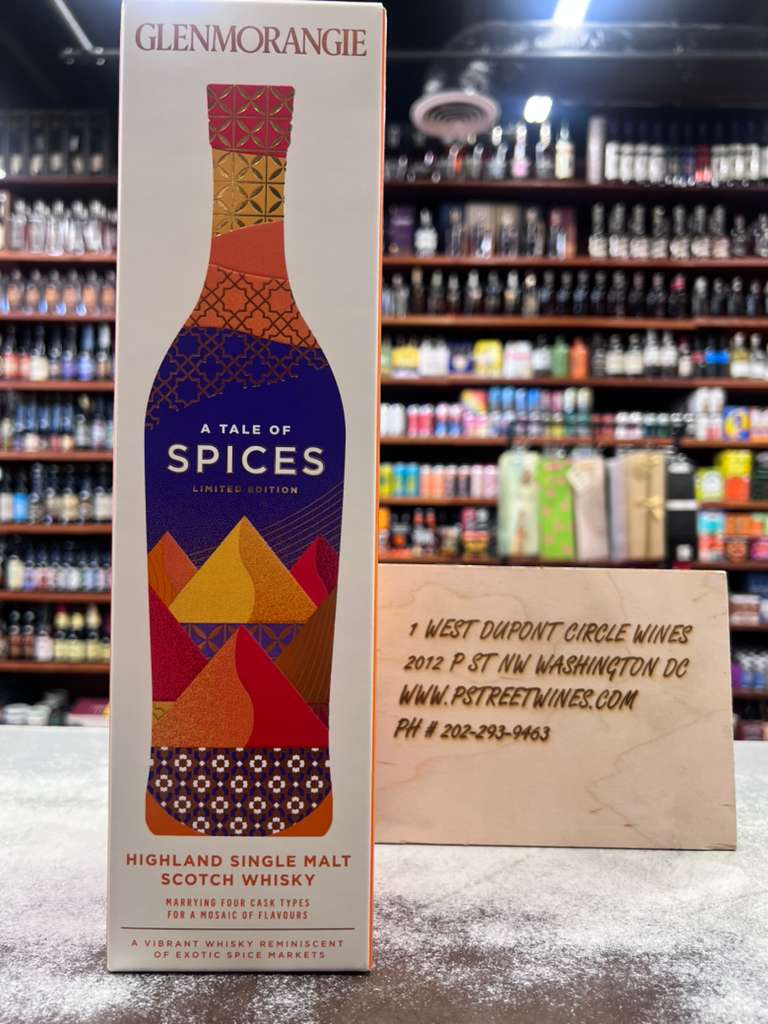 GLENMORANGIE
A TALE OF
SPICES
LIMITED EDITION
HIGHLAND SINGLE MALT
SCOTCH WHISKY
MARRYING FOUR CASK TYPES
FOR A MOSAIC OF FLAVOURS
A VIBRANT WHISKY REMINISCENT
OF EXOTIC SPICE MARKETS
1 WEST DUPONT CIRCLE WINES
2012 P ST NW WASHINGTON DC
WWW.PSTREETWINES.COM
PH # 202-293-9463